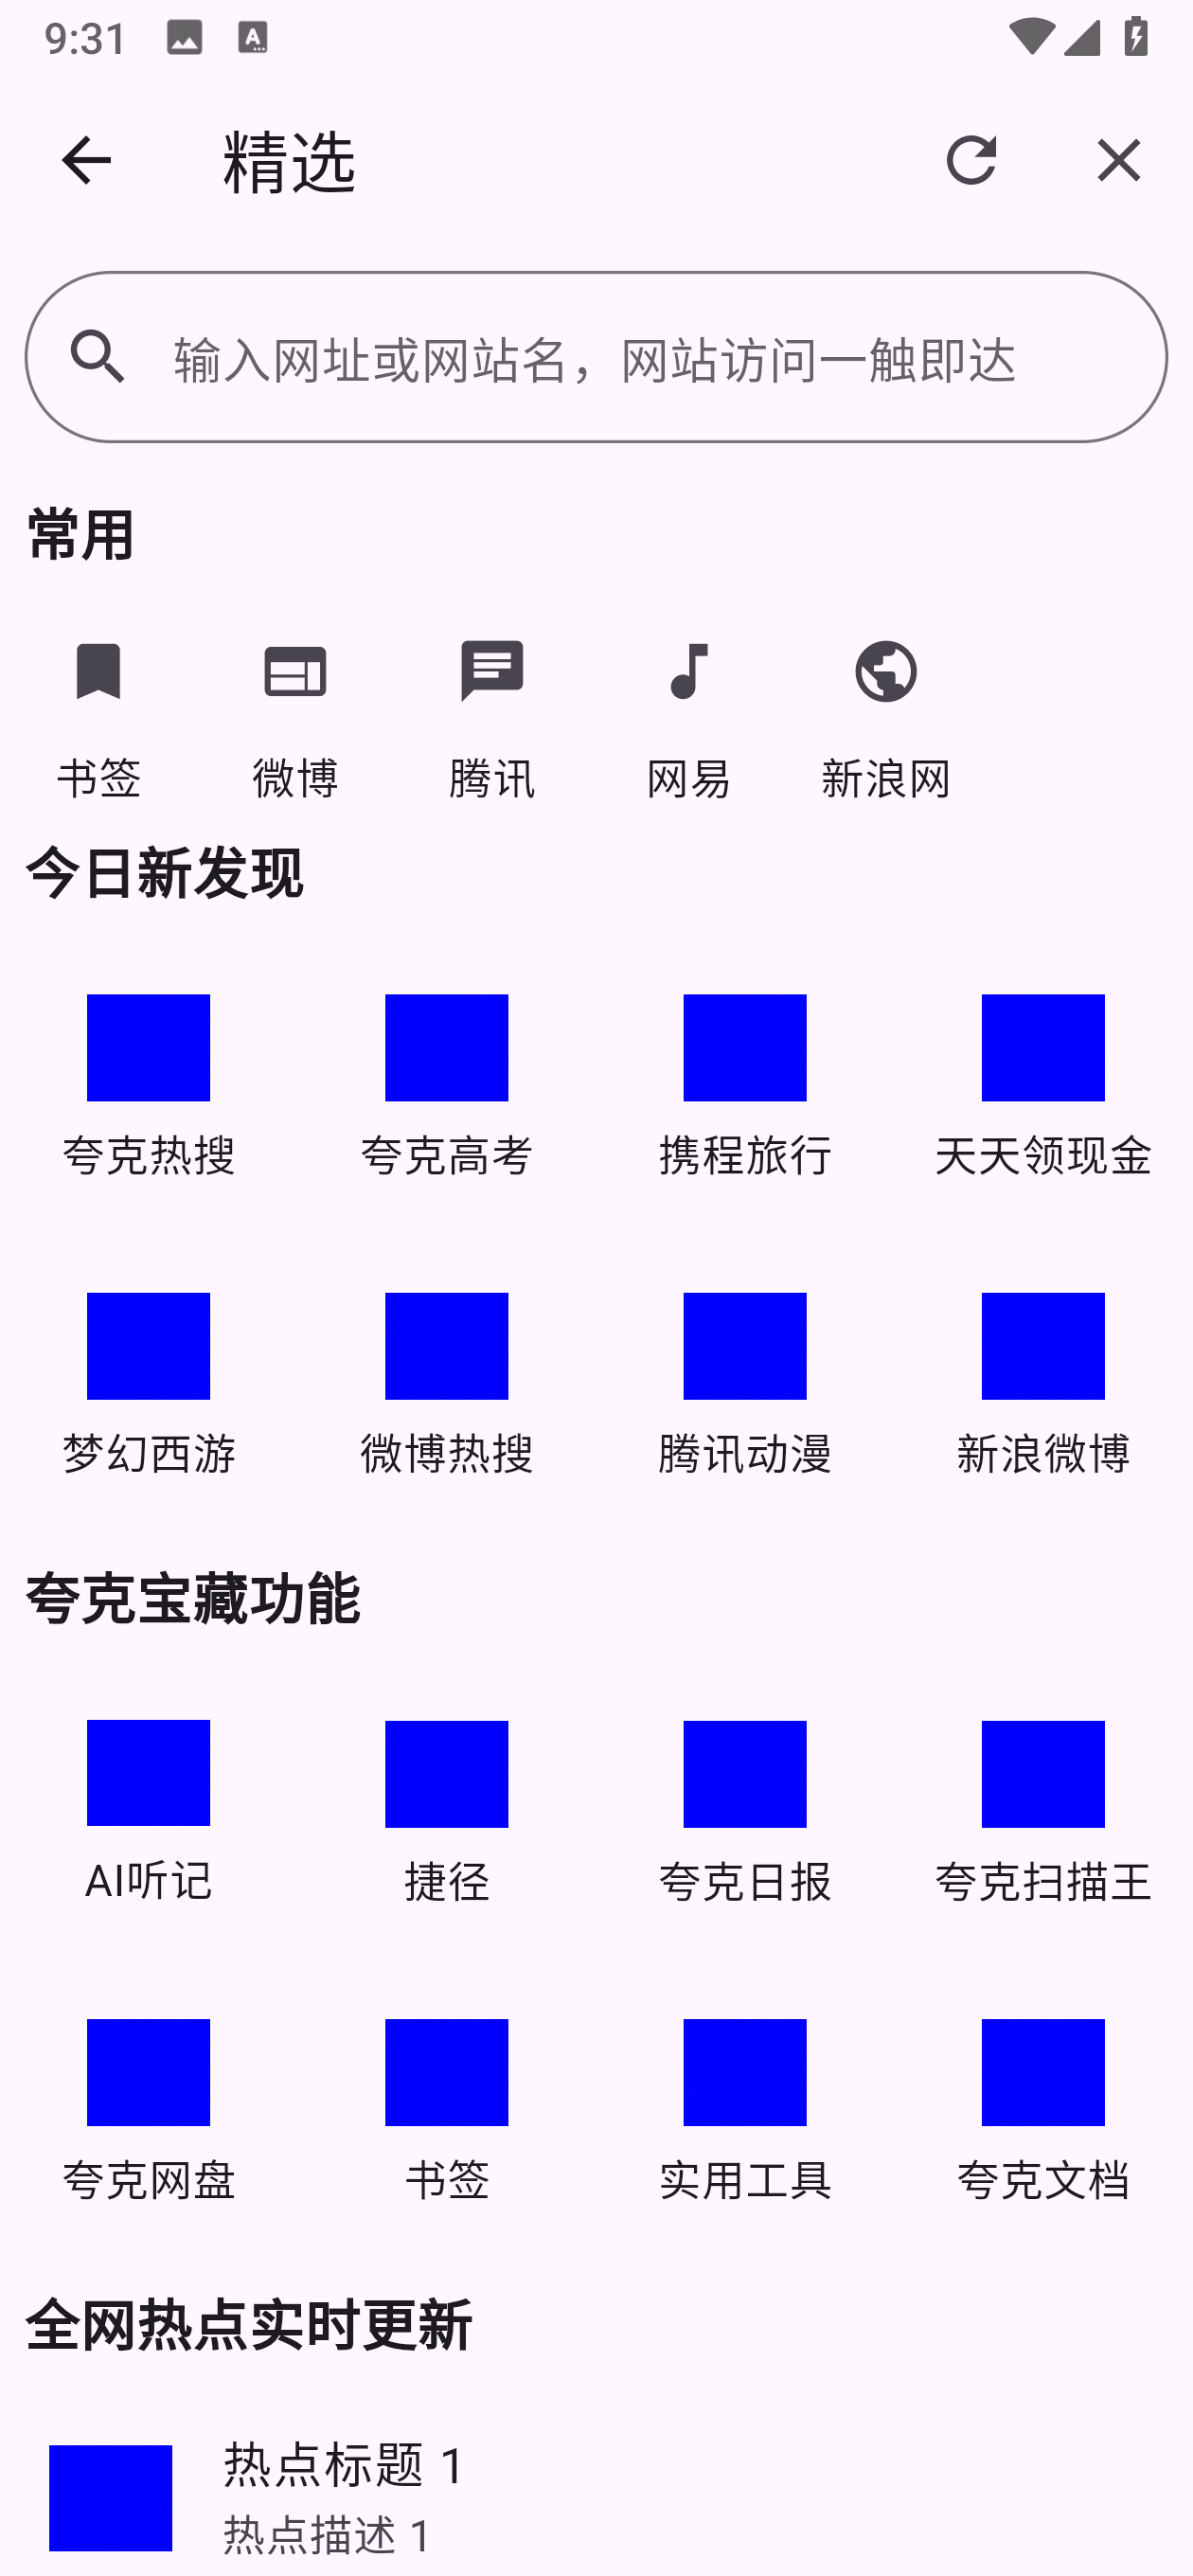 9:31
精选
输入网址或网站名，网站访问一触即达
常用
书签 微博 腾讯 网易 新浪网
今日新发现
夸克热搜 夸克高考 携程旅行 天天领现金
梦幻西游 微博热搜 腾讯动漫 新浪微博
夸克宝藏功能
AI听记 捷径 夸克日报 夸克扫描王
夸克网盘 书签 实用工具 夸克文档
全网热点实时更新
热点标题 1
热点描述 1